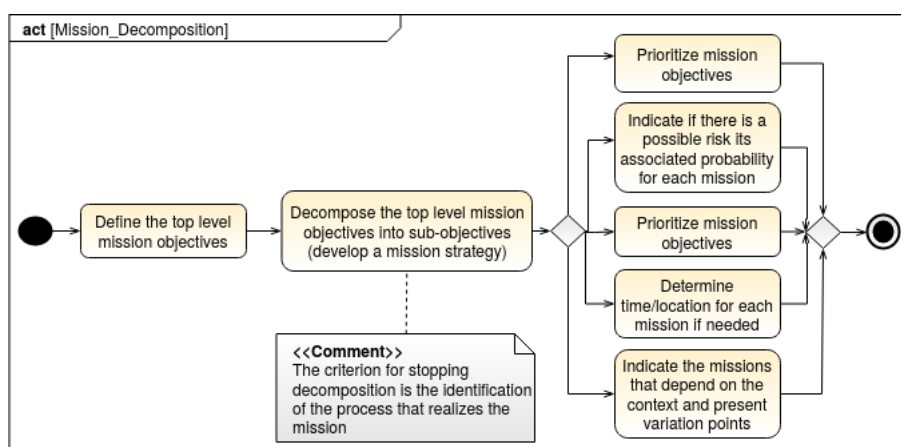 act [Mission_Decomposition]
Prioritize mission
objectives
Indicate if there is a
possible risk its
associated probability
for each mission
Define the top level
mission objectives
Decompose the top level mission
objectives into sub-objectives
(develop a mission strategy)
Prioritize mission
objectives
Determine
time/location for each
mission if needed
<<Comment>>
The criterion for stopping
decomposition is the identification
of the process that realizes the
mission
Indicate the missions
that depend on the
context and present
variation points